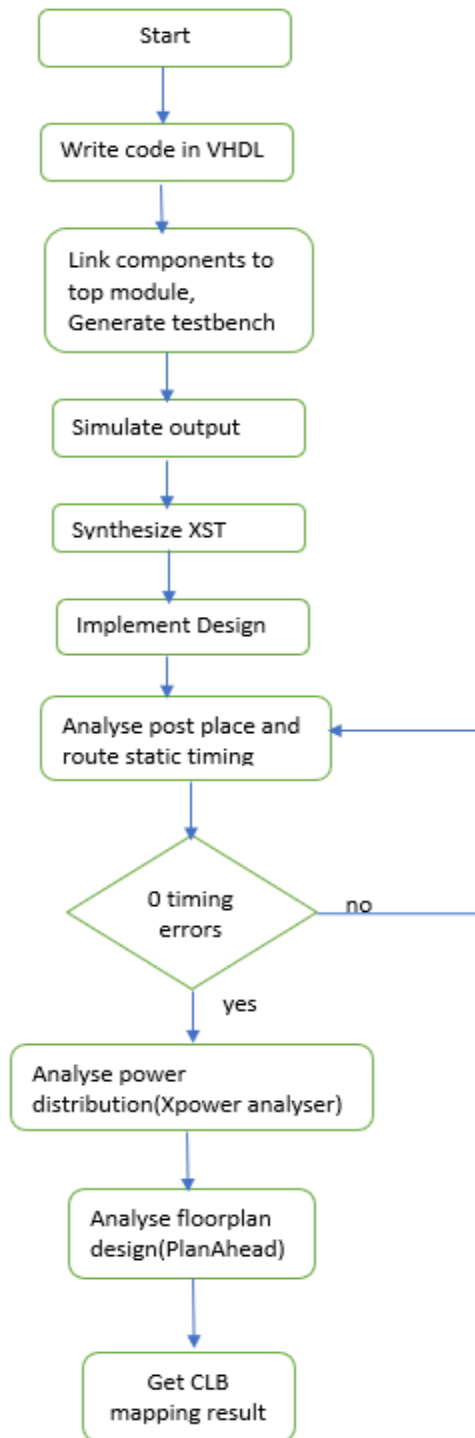 Start
Write code in VHDL
Link components to
top module,
Generate testbench
Simulate output
Synthesize XST
Implement Design
Analyse post place and
route static timing
0 timing
errors
no
yes
Analyse power
distribution(Xpower analyser)
Analyse floorplan
design(PlanAhead)
Get CLB
mapping result